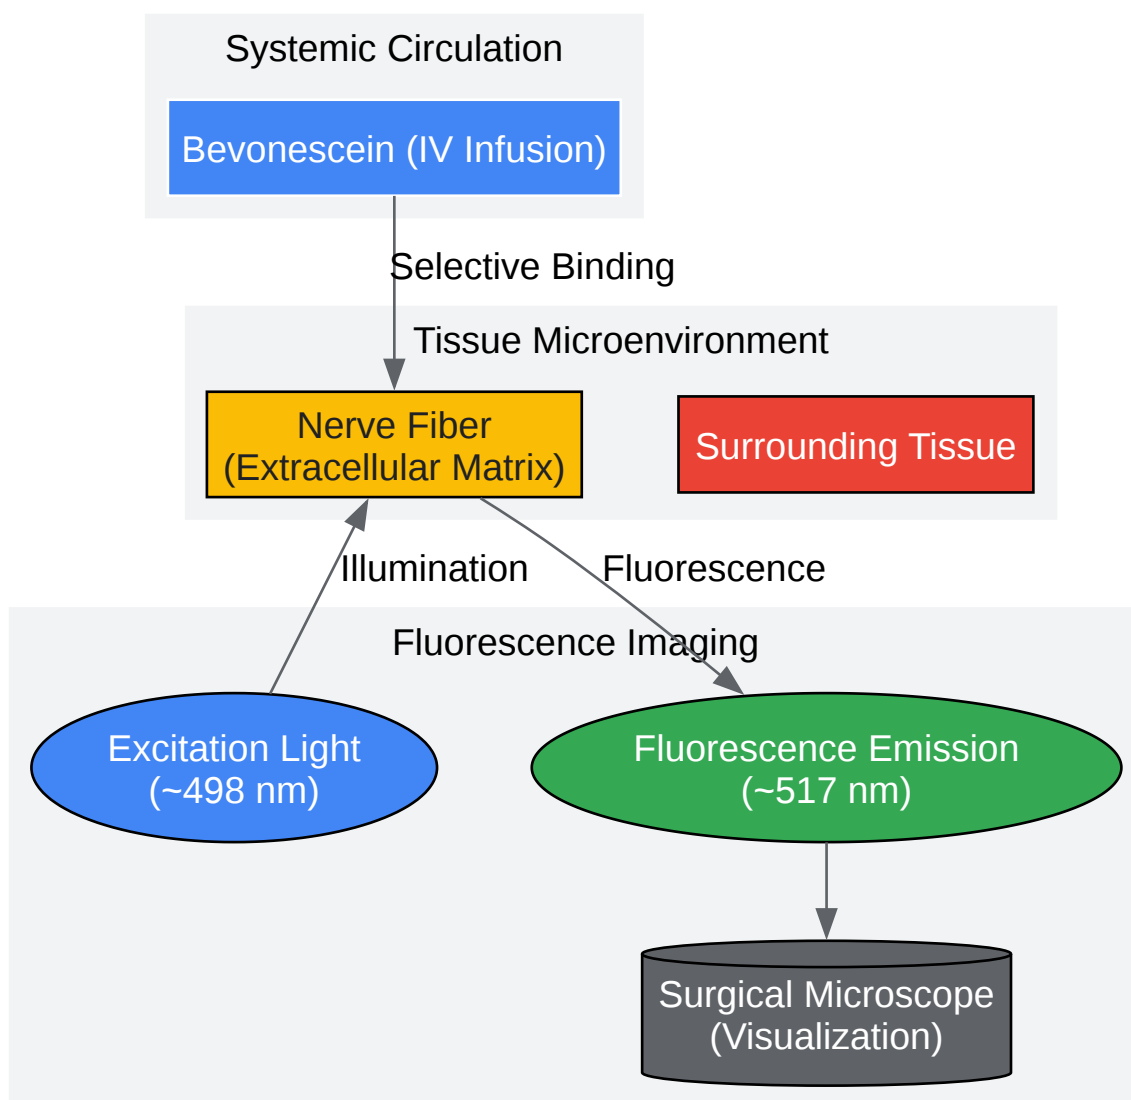 Systemic Circulation
Bevonescein (IV Infusion)
Selective Binding
Tissue Microenvironment
Nerve Fiber
(Extracellular Matrix)
Surrounding Tissue
Illumination
Fluorescence
Fluorescence Imaging
Excitation Light
(~498 nm)
Fluorescence Emission
(~517 nm)
Surgical Microscope
(Visualization)